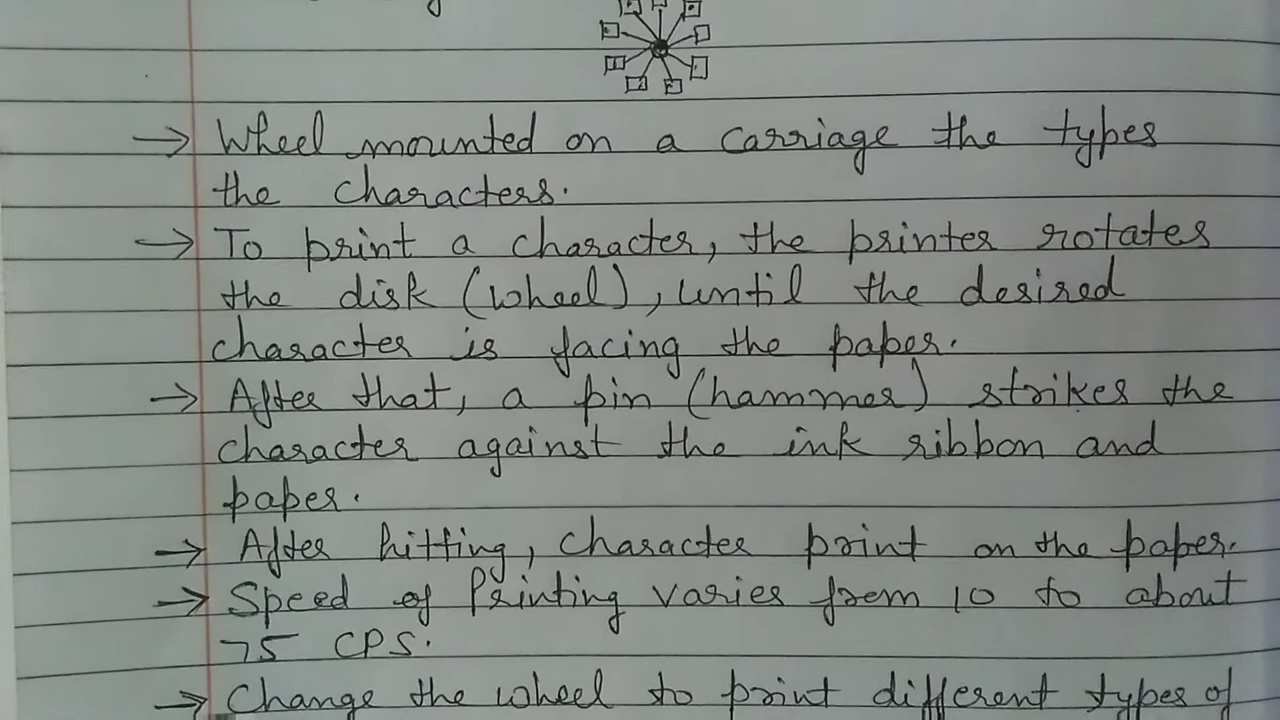 → Wheel mounted on a carriage the types
the characters.
→ To print a character, the printer rotates
the disk (wheel), until the desired
character is facing the paper.
→ After that, a pin (hammer) strikes the
character against the ink ribbon and
paper.
→ After hitting, character print on the paper.
→ Speed of Printing varies from 10 to about
75 CPS.
→ Change the wheel to print different types of